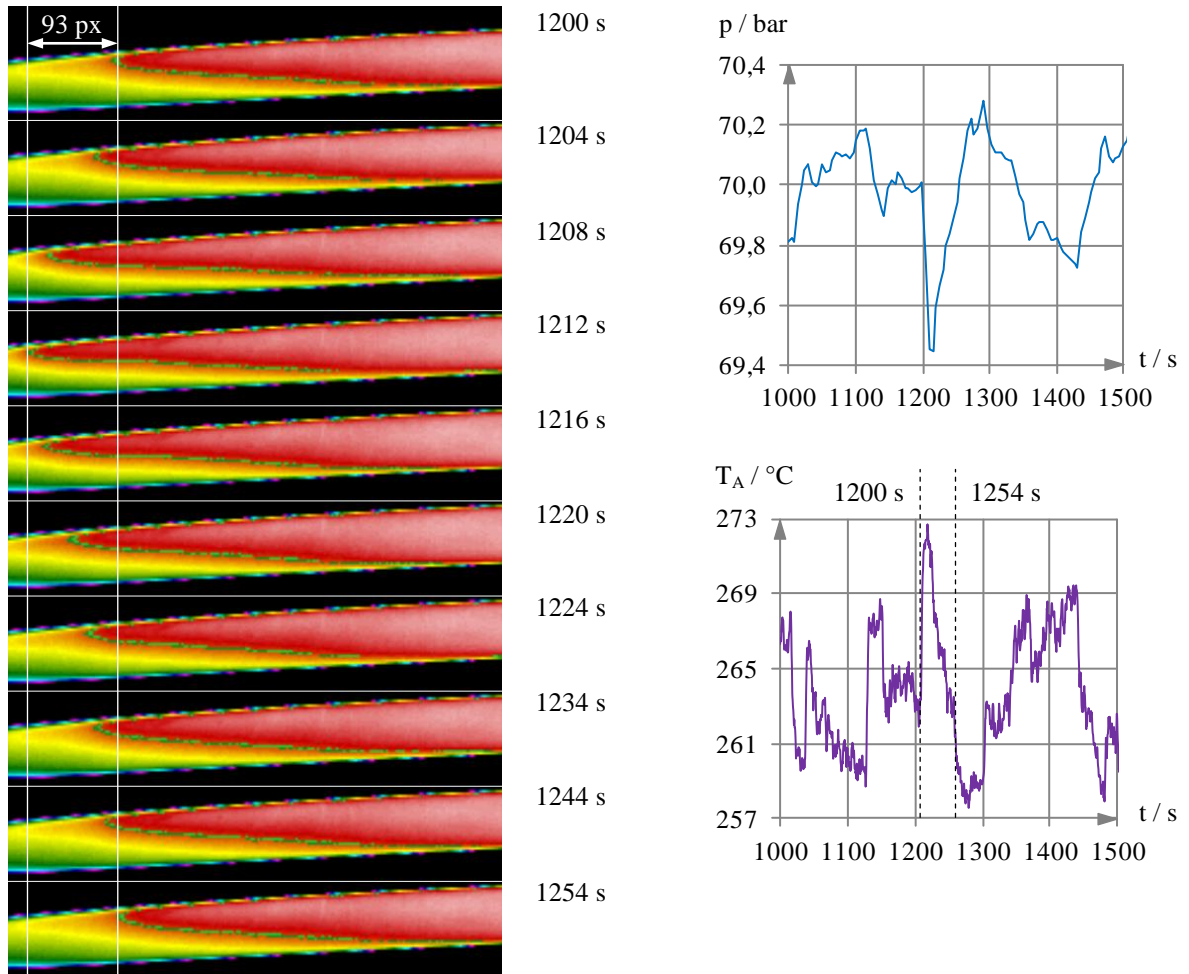 93 px
1200 s
1204 s
1208 s
1212 s
1216 s
1220 s
1224 s
1234 s
1244 s
1254 s
p / bar
70,4
70,2
70,0
69,8
69,6
69,4
t / s
1000 1100 1200 1300 1400 1500
T_A / °C
1200 s 1254 s
273
269
265
261
257
t / s
1000 1100 1200 1300 1400 1500